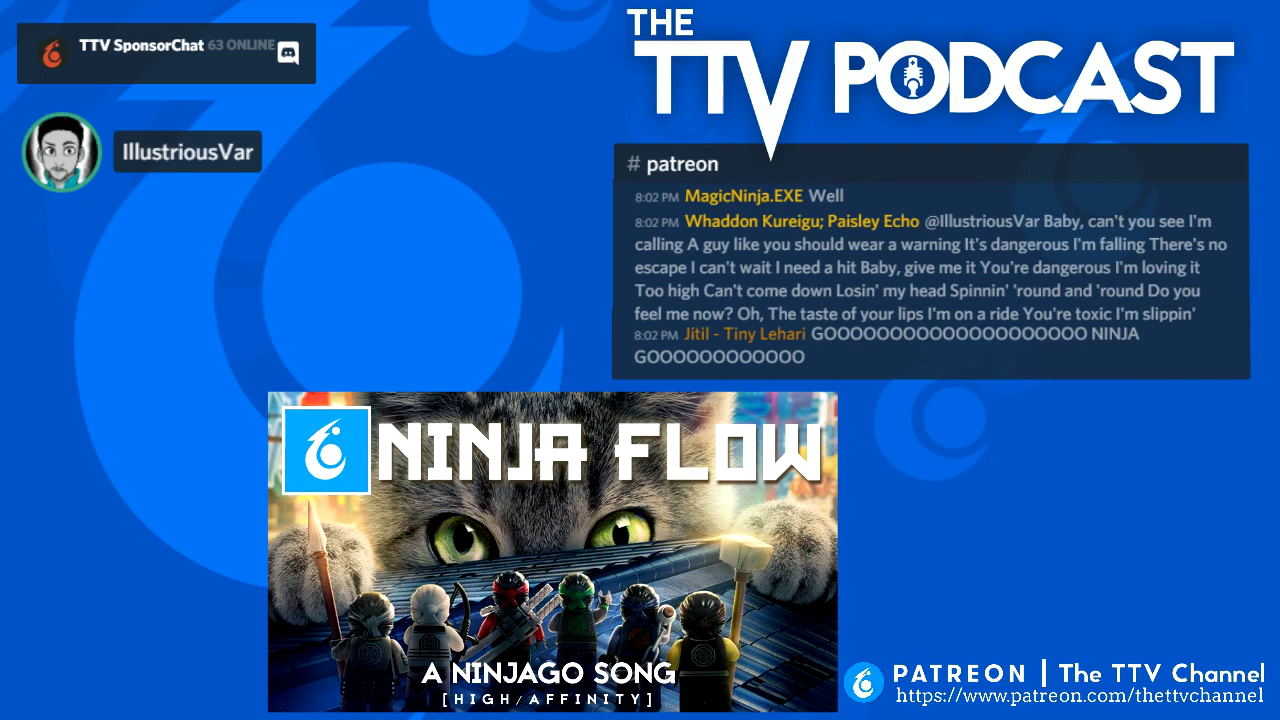 TTV SponsorChat 63 ONLINE
IllustriousVar
THE
TTV PODCAST
# patreon
8:02 PM MagicNinja.EXE Well
8:02 PM Whaddon Kureigu; Paisley Echo @IllustriousVar Baby, can't you see I'm
calling A guy like you should wear a warning It's dangerous I'm falling There's no
escape I can't wait I need a hit Baby, give me it You're dangerous I'm loving it
Too high Can't come down Losin' my head Spinnin' 'round and 'round Do you
feel me now? Oh, The taste of your lips I'm on a ride You're toxic I'm slippin'
8:02 PM Jítil - Tiny Lehari GOOOOOOOOOOOOOOOOOOOOO NINJA
GOOOOOOOOOOOO
NINJA FLOW
A NINJAGO SONG
[HIGH/AFFINITY]
PATREON | The TTV Channel
https://www.patreon.com/thettvchannel